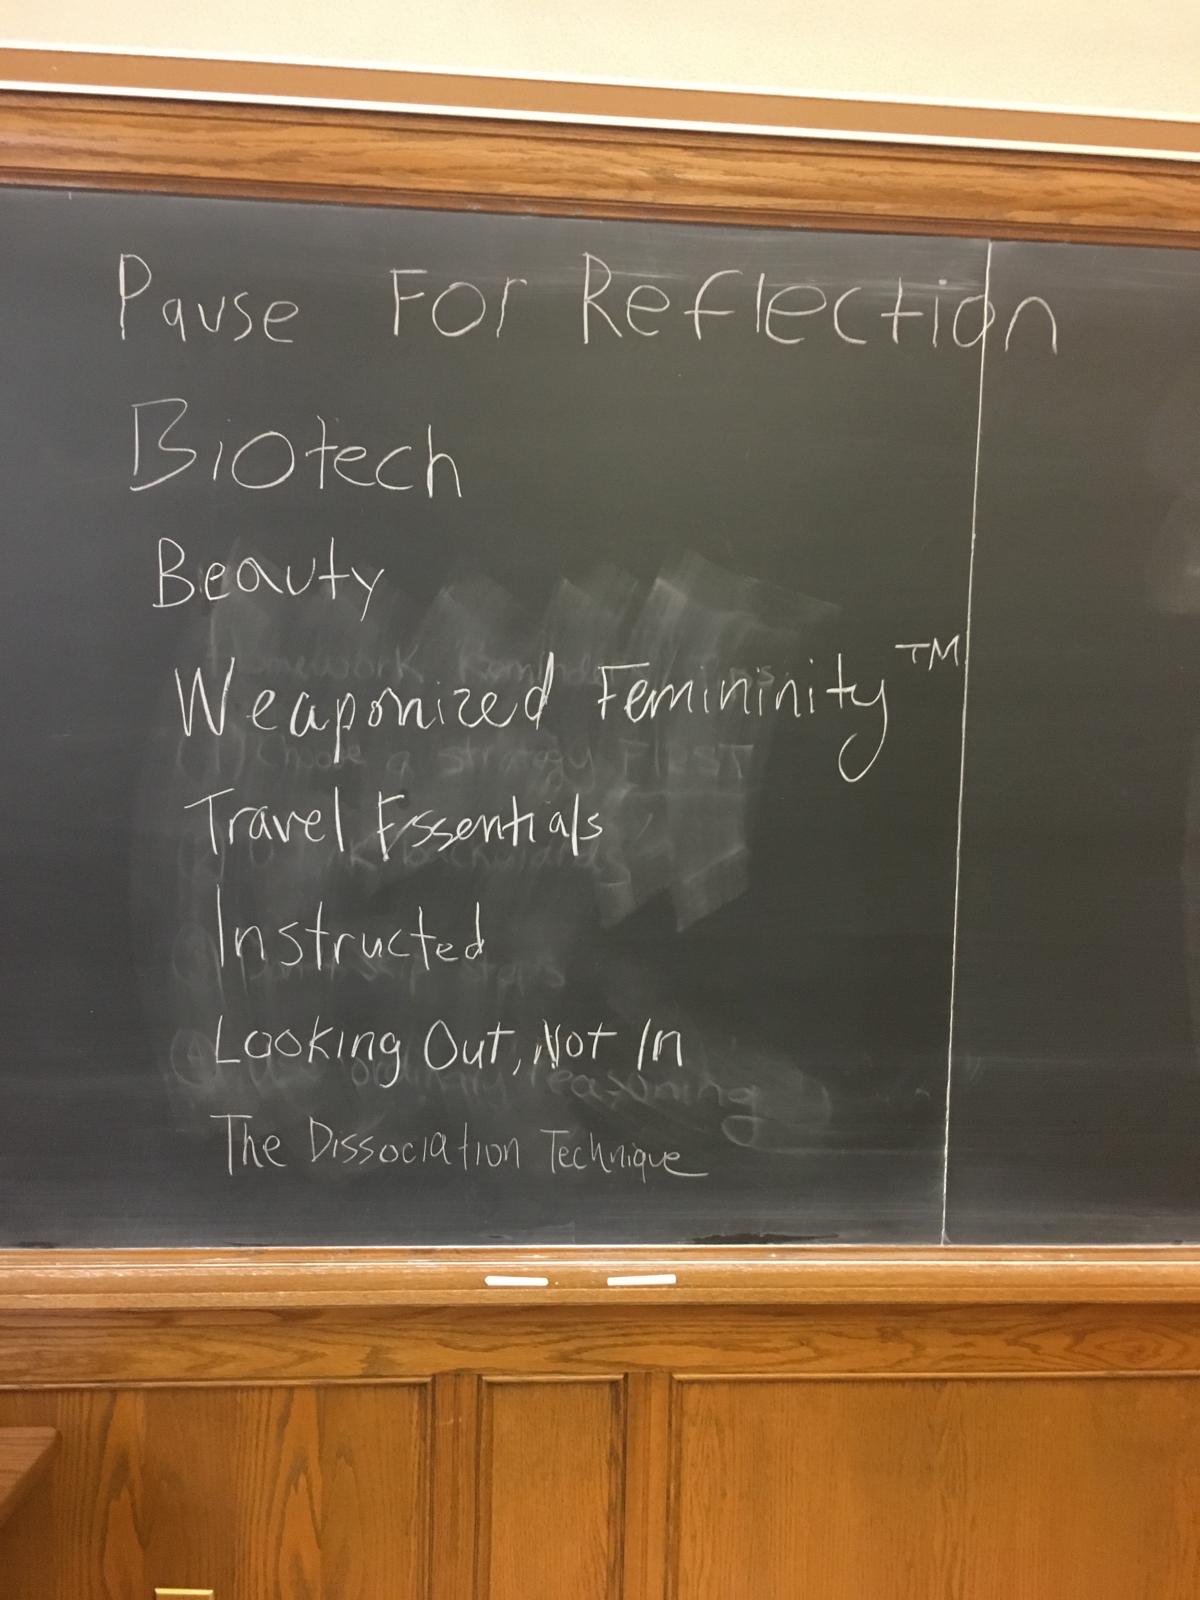 Pause For Reflection
Biotech
Beauty
Weaponized Femininity™
Travel Essentials
Instructed
Looking Out, Not In
The Dissociation Technique